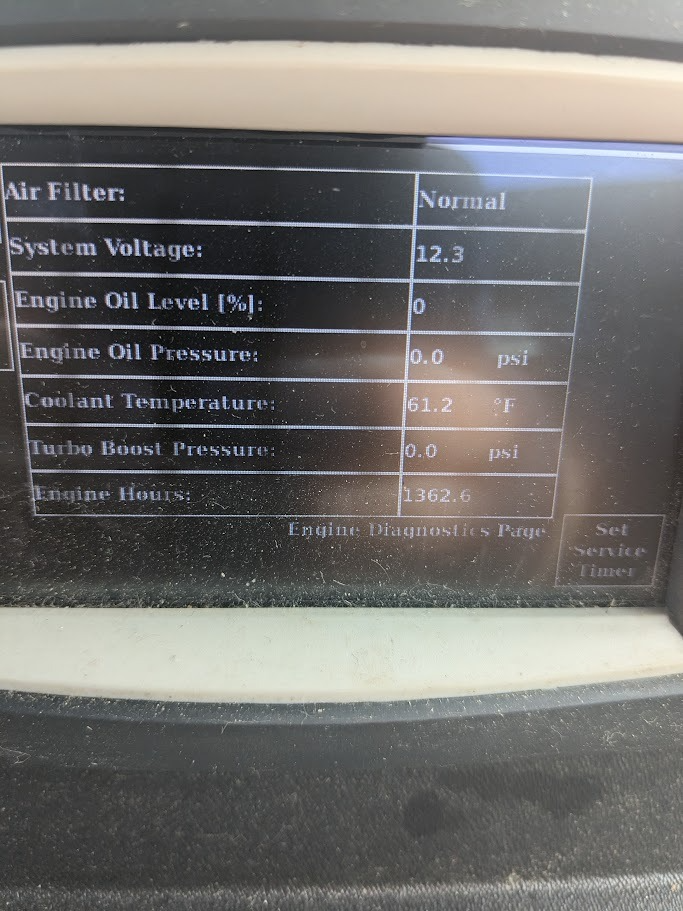 Air Filter: Normal
System Voltage: 12.3
Engine Oil Level [%]: 0
Engine Oil Pressure: 0.0 psi
Coolant Temperature: 61.2 °F
Turbo Boost Pressure: 0.0 psi
Engine Hours: 1362.6
Engine Diagnostics Page
Set
Service
Timer